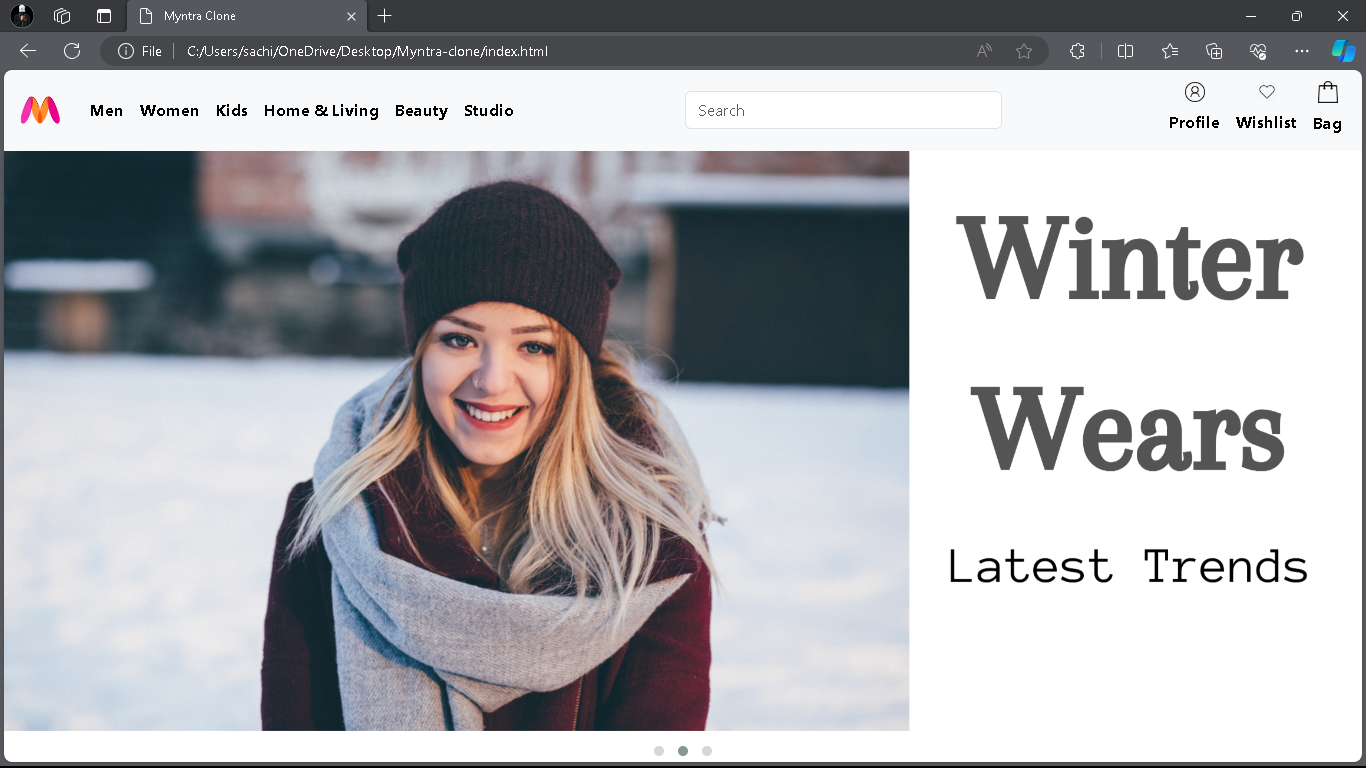 Myntra Clone
File
C:/Users/sachi/OneDrive/Desktop/Myntra-clone/index.html
Men Women Kids Home & Living Beauty Studio
Search
Profile Wishlist Bag
Winter
Wears
Latest Trends